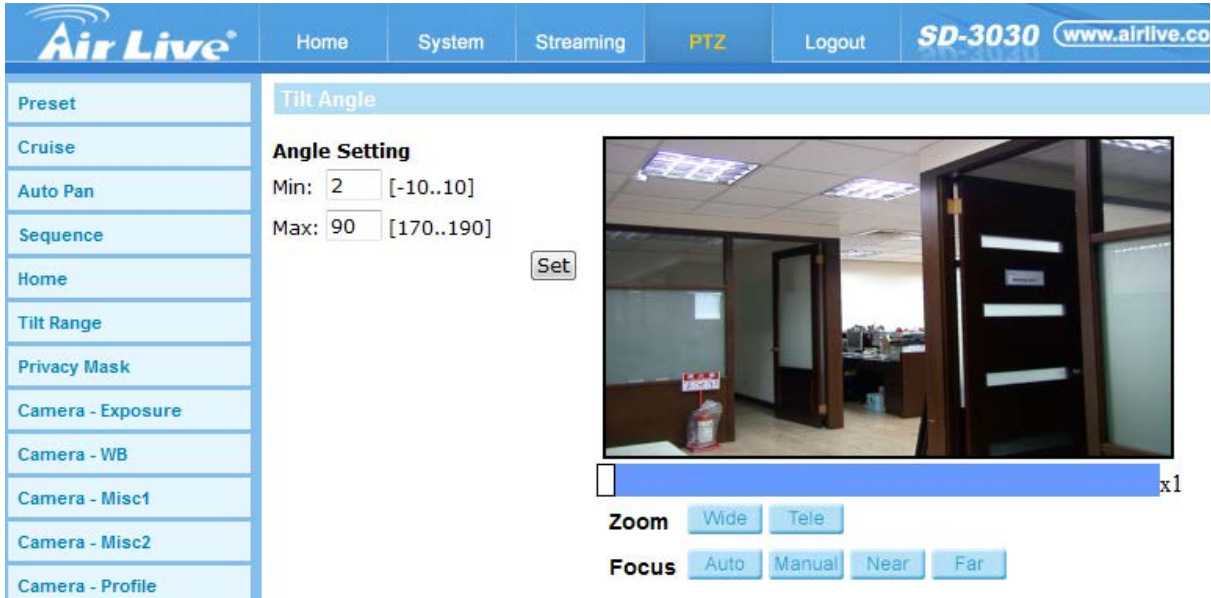 Air Live®
Home System Streaming PTZ Logout SD-3030 www.airlive.co
Preset
Cruise
Auto Pan
Sequence
Home
Tilt Range
Privacy Mask
Camera - Exposure
Camera - WB
Camera - Misc1
Camera - Misc2
Camera - Profile
Tilt Angle
Angle Setting
Min: 2 [-10..10]
Max: 90 [170..190]
Set
x1
Zoom Wide Tele
Focus Auto Manual Near Far